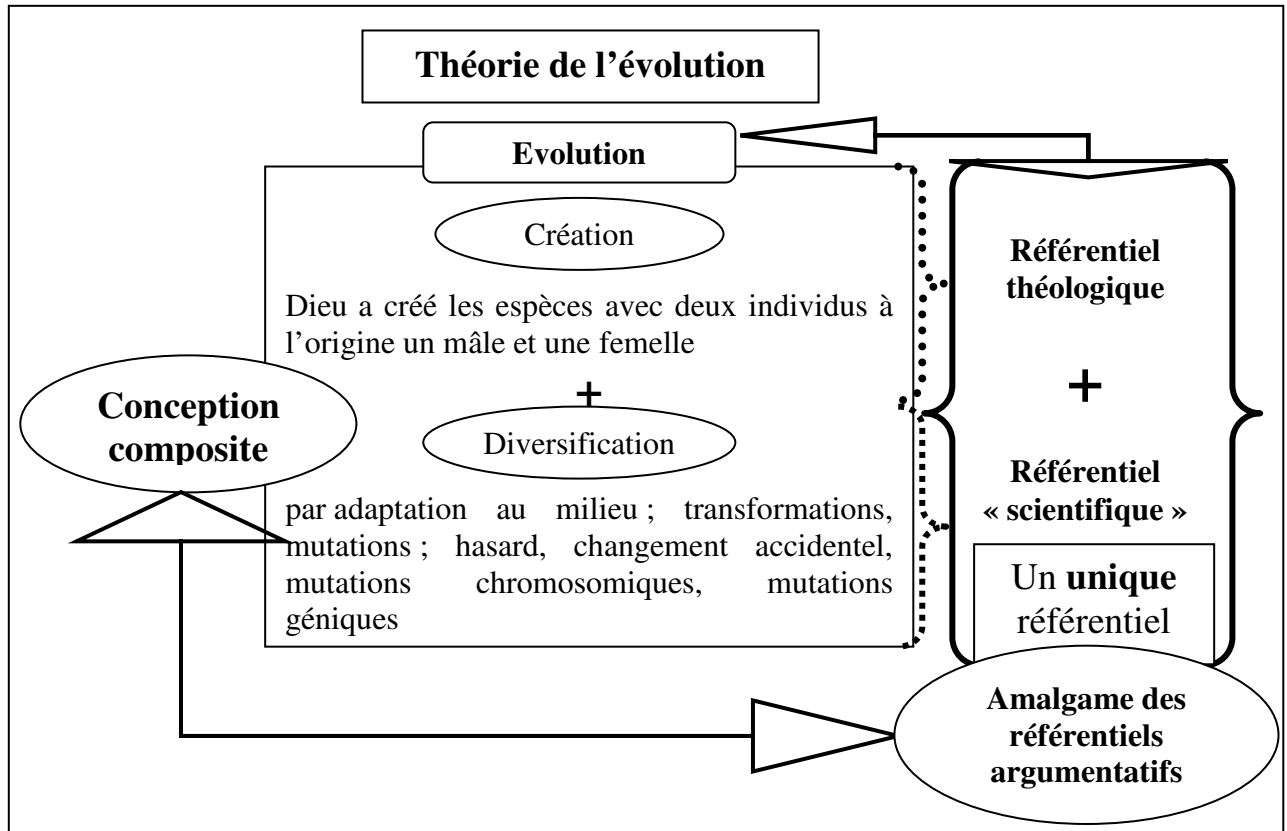 Théorie de l’évolution
Evolution
Création
Dieu a créé les espèces avec deux individus à
l’origine un mâle et une femelle
+
Diversification
par adaptation au milieu ; transformations,
mutations ; hasard, changement accidentel,
mutations chromosomiques, mutations
géniques
Conception
composite
Référentiel
théologique
+
Référentiel
« scientifique »
Un unique
référentiel
Amalgame des
référentiels
argumentatifs